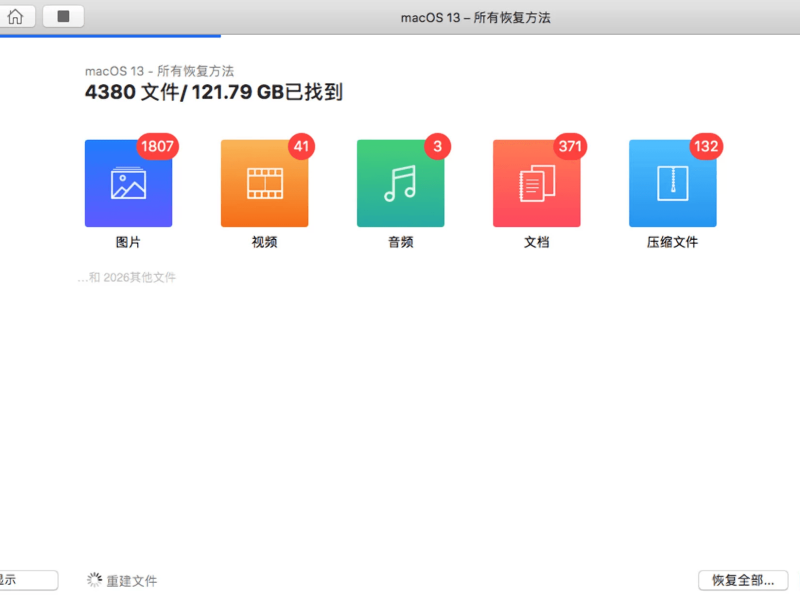 macOS 13 – 所有恢复方法
macOS 13 - 所有恢复方法
4380 文件/ 121.79 GB已找到
1807
41
3
371
132
图片
视频
音频
文档
压缩文件
...和 2026其他文件
显示
重建文件
恢复全部...